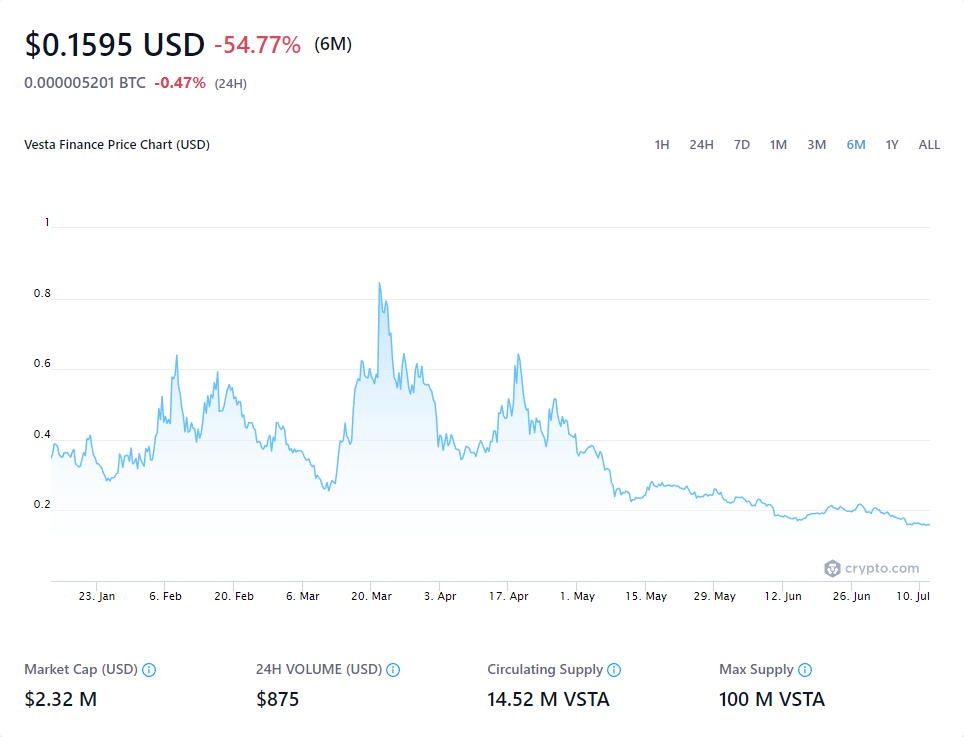 $0.1595 USD -54.77% (6M)
0.000005201 BTC -0.47% (24H)
Vesta Finance Price Chart (USD) 1H 24H 7D 1M 3M 6M 1Y ALL
1
0.8
0.6
0.4
0.2
crypto.com
23. Jan 6. Feb 20. Feb 6. Mar 20. Mar 3. Apr 17. Apr 1. May 15. May 29. May 12. Jun 26. Jun 10. Jul
Market Cap (USD) 24H VOLUME (USD) Circulating Supply Max Supply
$2.32 M $875 14.52 M VSTA 100 M VSTA